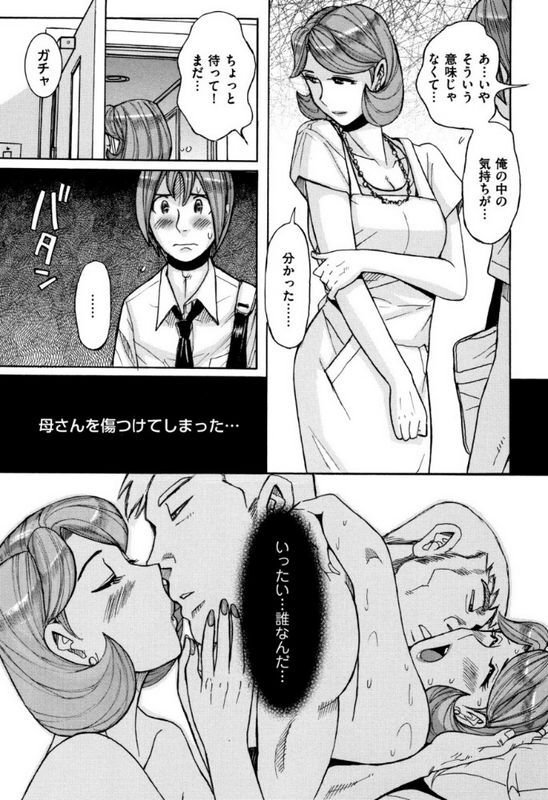 あ…いや
そういう
意味じゃ
なくて…
俺の中の
気持ちが…
分かった……
ちょっと
待って！
まだ…
ガチャ
バタン
……
母さんを傷つけてしまった…
いったい…誰なんだ…